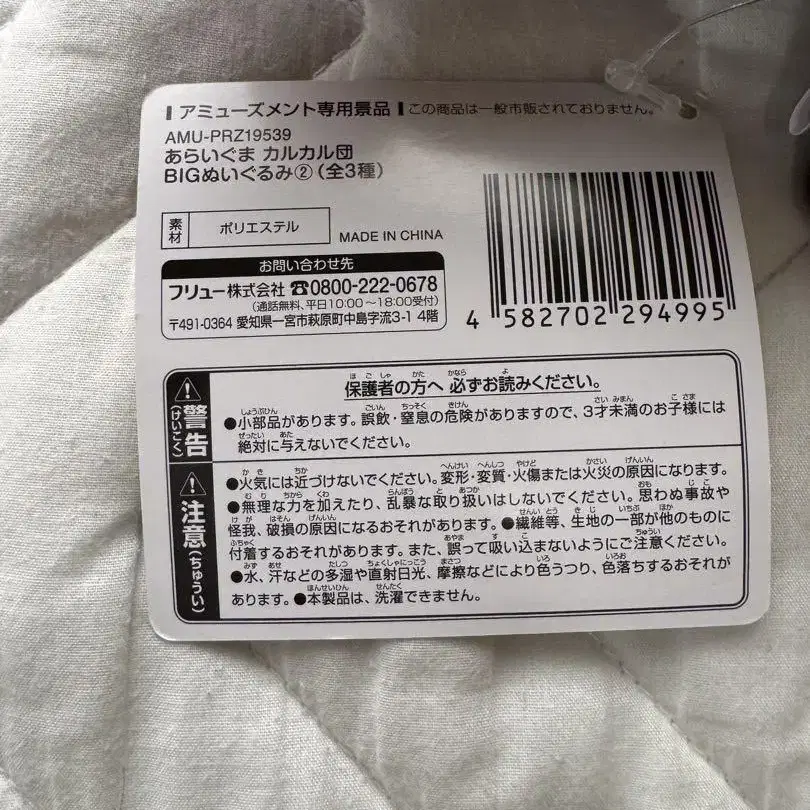 アミューズメント専用景品 この商品は一般市販されておりません。
AMU-PRZ19539
あらいぐま カルカル団
BIGぬいぐるみ②(全3種)
素材 ポリエステル
MADE IN CHINA
お問い合わせ先
フリュー株式会社 ☎0800-222-0678
(通話無料、平日10:00〜18:00受付)
〒491-0364 愛知県一宮市萩原町中島字流3-1 4階
4 582702 294995
⚠警告(けいこく)
保護者の方へ 必ずお読みください。
●小部品があります。誤飲・窒息の危険がありますので、3才未満のお子様には
絶対に与えないでください。
⚠注意(ちゅうい)
●火気には近づけないでください。変形・変質・火傷または火災の原因になります。
●無理な力を加えたり、乱暴な取り扱いはしないでください。思わぬ事故や
怪我、破損の原因になるおそれがあります。●繊維等、生地の一部が他のものに
付着するおそれがあります。また、誤って吸い込まないようにご注意ください。
●水、汗などの多湿や直射日光、摩擦などにより色うつり、色落ちするおそれが
あります。●本製品は、洗濯できません。